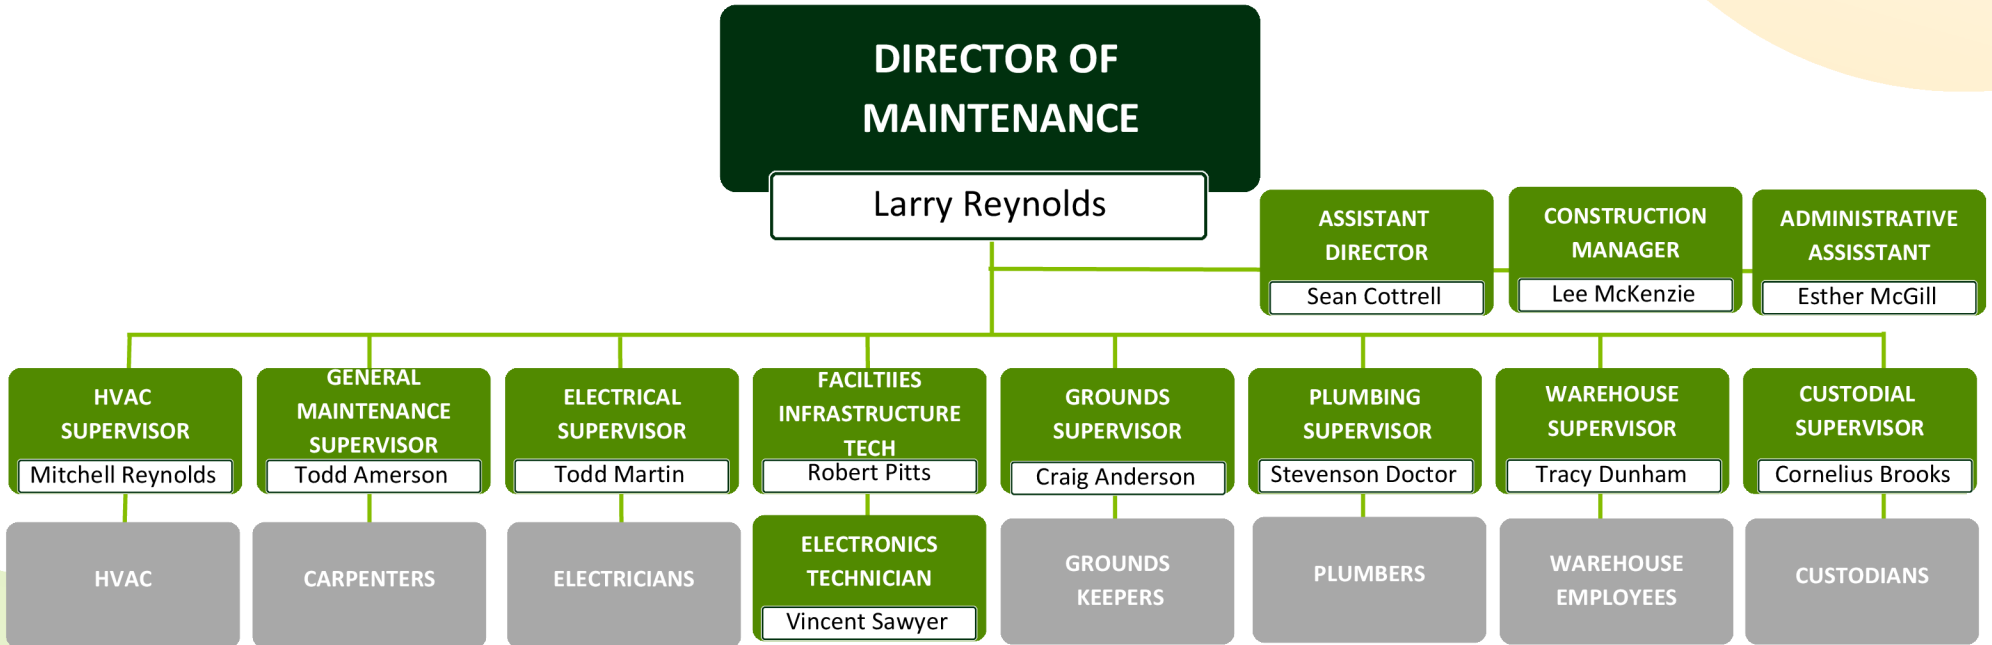 DIRECTOR OF
MAINTENANCE
Larry Reynolds
ASSISTANT
DIRECTOR
Sean Cottrell
CONSTRUCTION
MANAGER
Lee McKenzie
ADMINISTRATIVE
ASSISSTANT
Esther McGill
HVAC
SUPERVISOR
Mitchell Reynolds
GENERAL
MAINTENANCE
SUPERVISOR
Todd Amerson
ELECTRICAL
SUPERVISOR
Todd Martin
FACILTIIES
INFRASTRUCTURE
TECH
Robert Pitts
GROUNDS
SUPERVISOR
Craig Anderson
PLUMBING
SUPERVISOR
Stevenson Doctor
WAREHOUSE
SUPERVISOR
Tracy Dunham
CUSTODIAL
SUPERVISOR
Cornelius Brooks
HVAC
CARPENTERS
ELECTRICIANS
ELECTRONICS
TECHNICIAN
Vincent Sawyer
GROUNDS
KEEPERS
PLUMBERS
WAREHOUSE
EMPLOYEES
CUSTODIANS